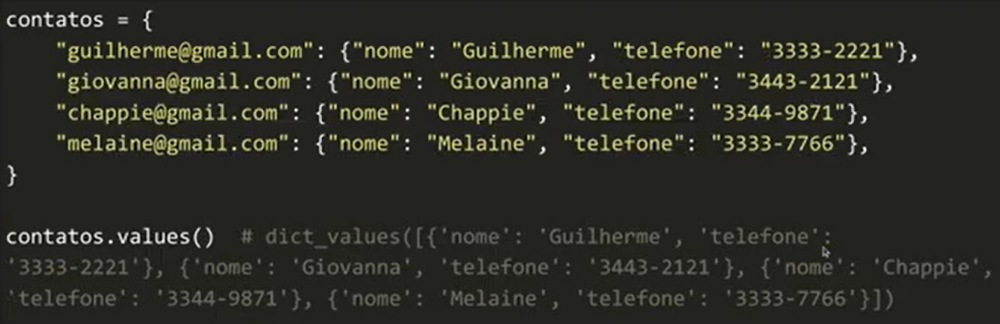 contatos = {
    "guilherme@gmail.com": {"nome": "Guilherme", "telefone": "3333-2221"},
    "giovanna@gmail.com": {"nome": "Giovanna", "telefone": "3443-2121"},
    "chappie@gmail.com": {"nome": "Chappie", "telefone": "3344-9871"},
    "melaine@gmail.com": {"nome": "Melaine", "telefone": "3333-7766"},
}
contatos.values()  # dict_values([{'nome': 'Guilherme', 'telefone':
'3333-2221'}, {'nome': 'Giovanna', 'telefone': '3443-2121'}, {'nome': 'Chappie',
'telefone': '3344-9871'}, {'nome': 'Melaine', 'telefone': '3333-7766'}])